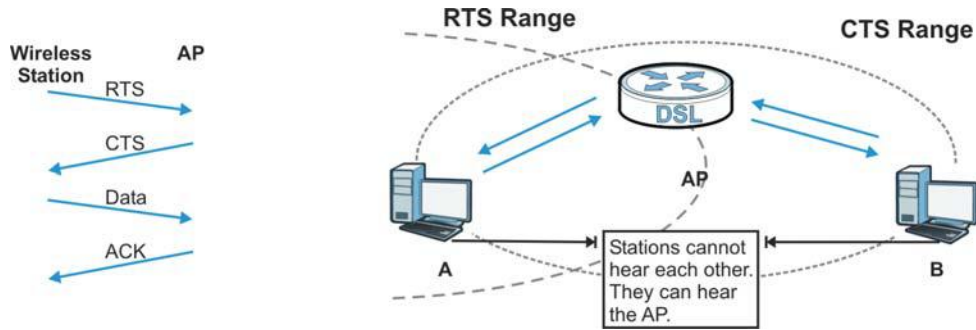 Wireless
Station
AP
RTS
CTS
Data
ACK
RTS Range
CTS Range
DSL
AP
A
Stations cannot
hear each other.
They can hear
the AP.
B